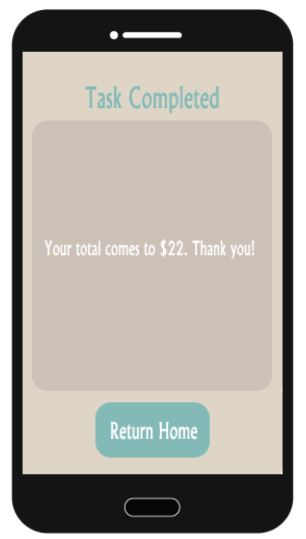 Task Completed
Your total comes to $22. Thank you!
Return Home